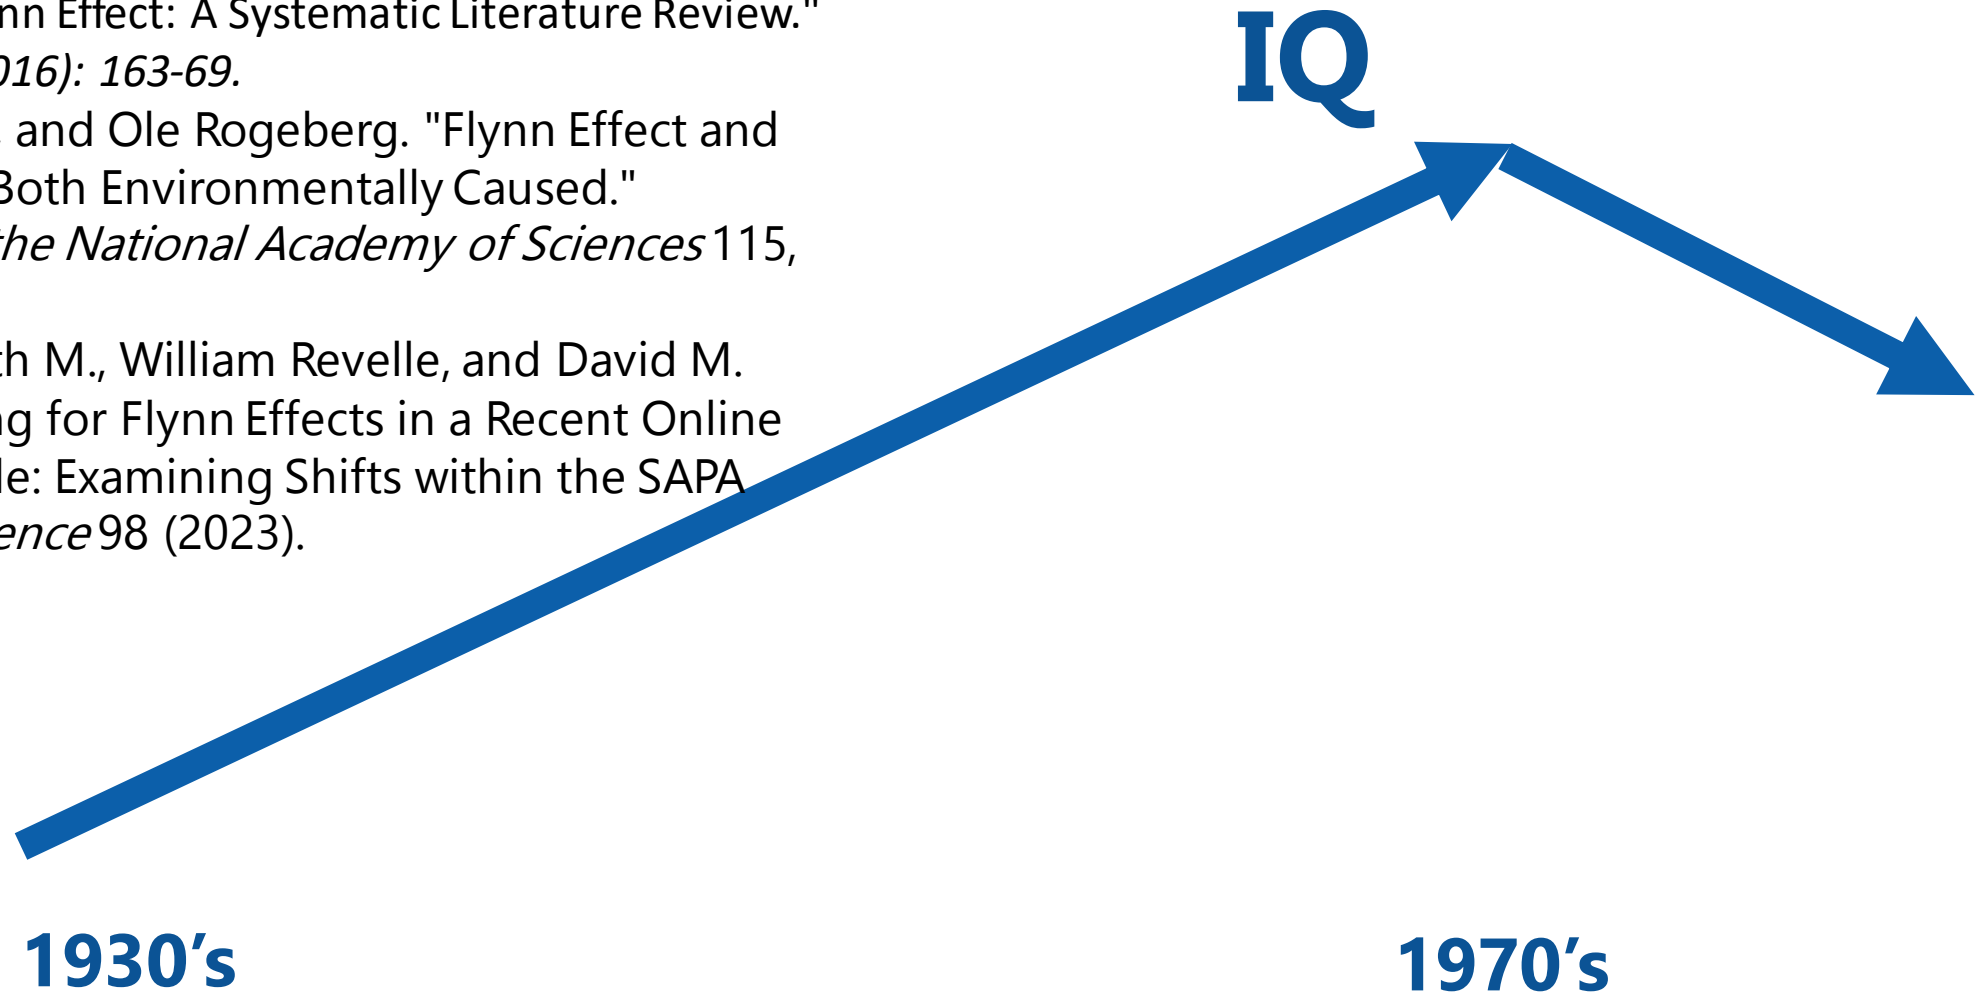 nn Effect: A Systematic Literature Review."
016): 163-69.
and Ole Rogeberg. "Flynn Effect and
Both Environmentally Caused."
the National Academy of Sciences 115,
th M., William Revelle, and David M.
ng for Flynn Effects in a Recent Online
le: Examining Shifts within the SAPA
ence 98 (2023).
IQ
1930's
1970's